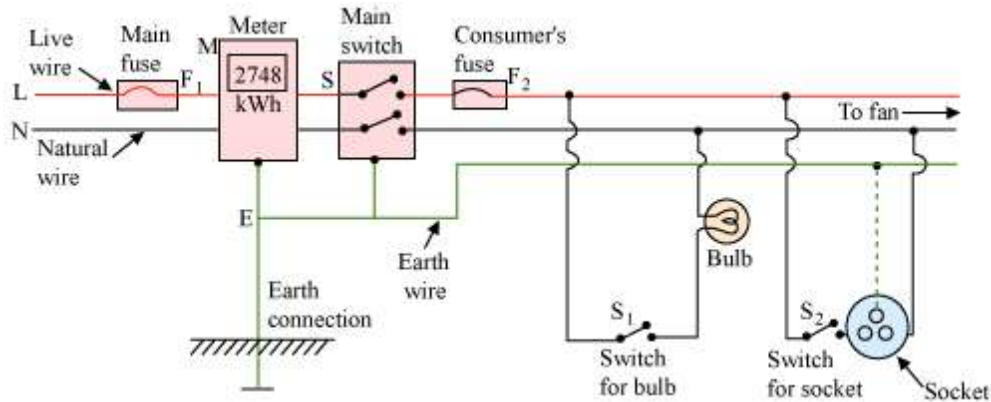 Live
wire
Main
fuse
Meter
Main
switch
Consumer's
fuse
L
F₁
M
2748
kWh
S
F₂
N
Natural
wire
To fan
E
Earth
wire
Bulb
Earth
connection
S₁
Switch
for bulb
S₂
Switch
for socket
Socket